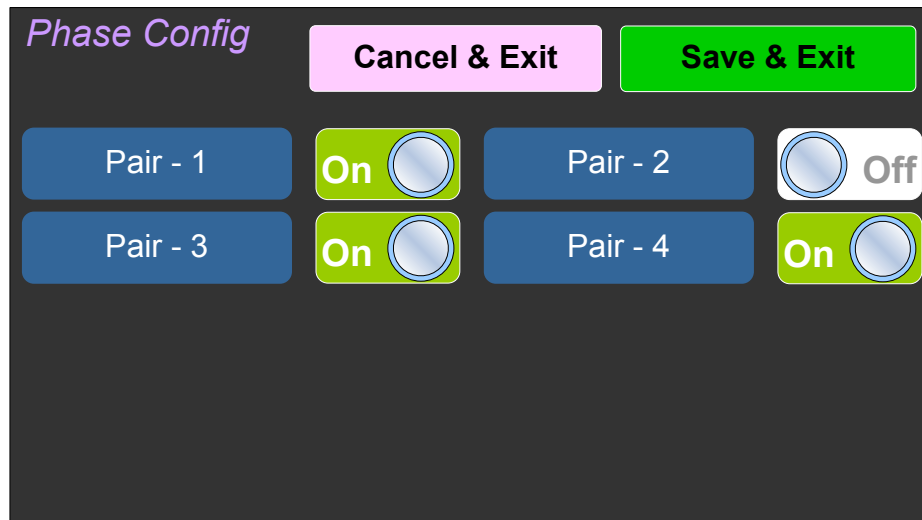 Phase Config
Cancel & Exit
Save & Exit
Pair - 1
On
Pair - 2
Off
Pair - 3
On
Pair - 4
On